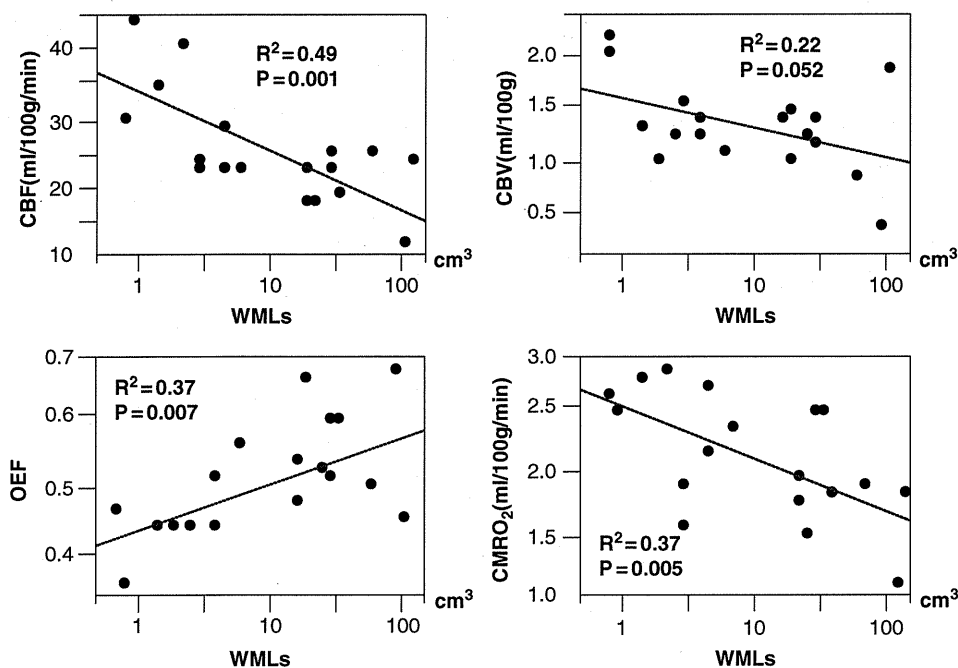 CBF(ml/100g/min)
40
30
20
10
R²=0.49
P=0.001
1
10
100
cm³
WMLs
CBV(ml/100g)
2.0
1.5
1.0
0.5
R²=0.22
P=0.052
1
10
100
cm³
WMLs
OEF
0.7
0.6
0.5
0.4
R²=0.37
P=0.007
1
10
100
cm³
WMLs
CMRO₂(ml/100g/min)
3.0
2.5
2.0
1.5
1.0
R²=0.37
P=0.005
1
10
100
cm³
WMLs